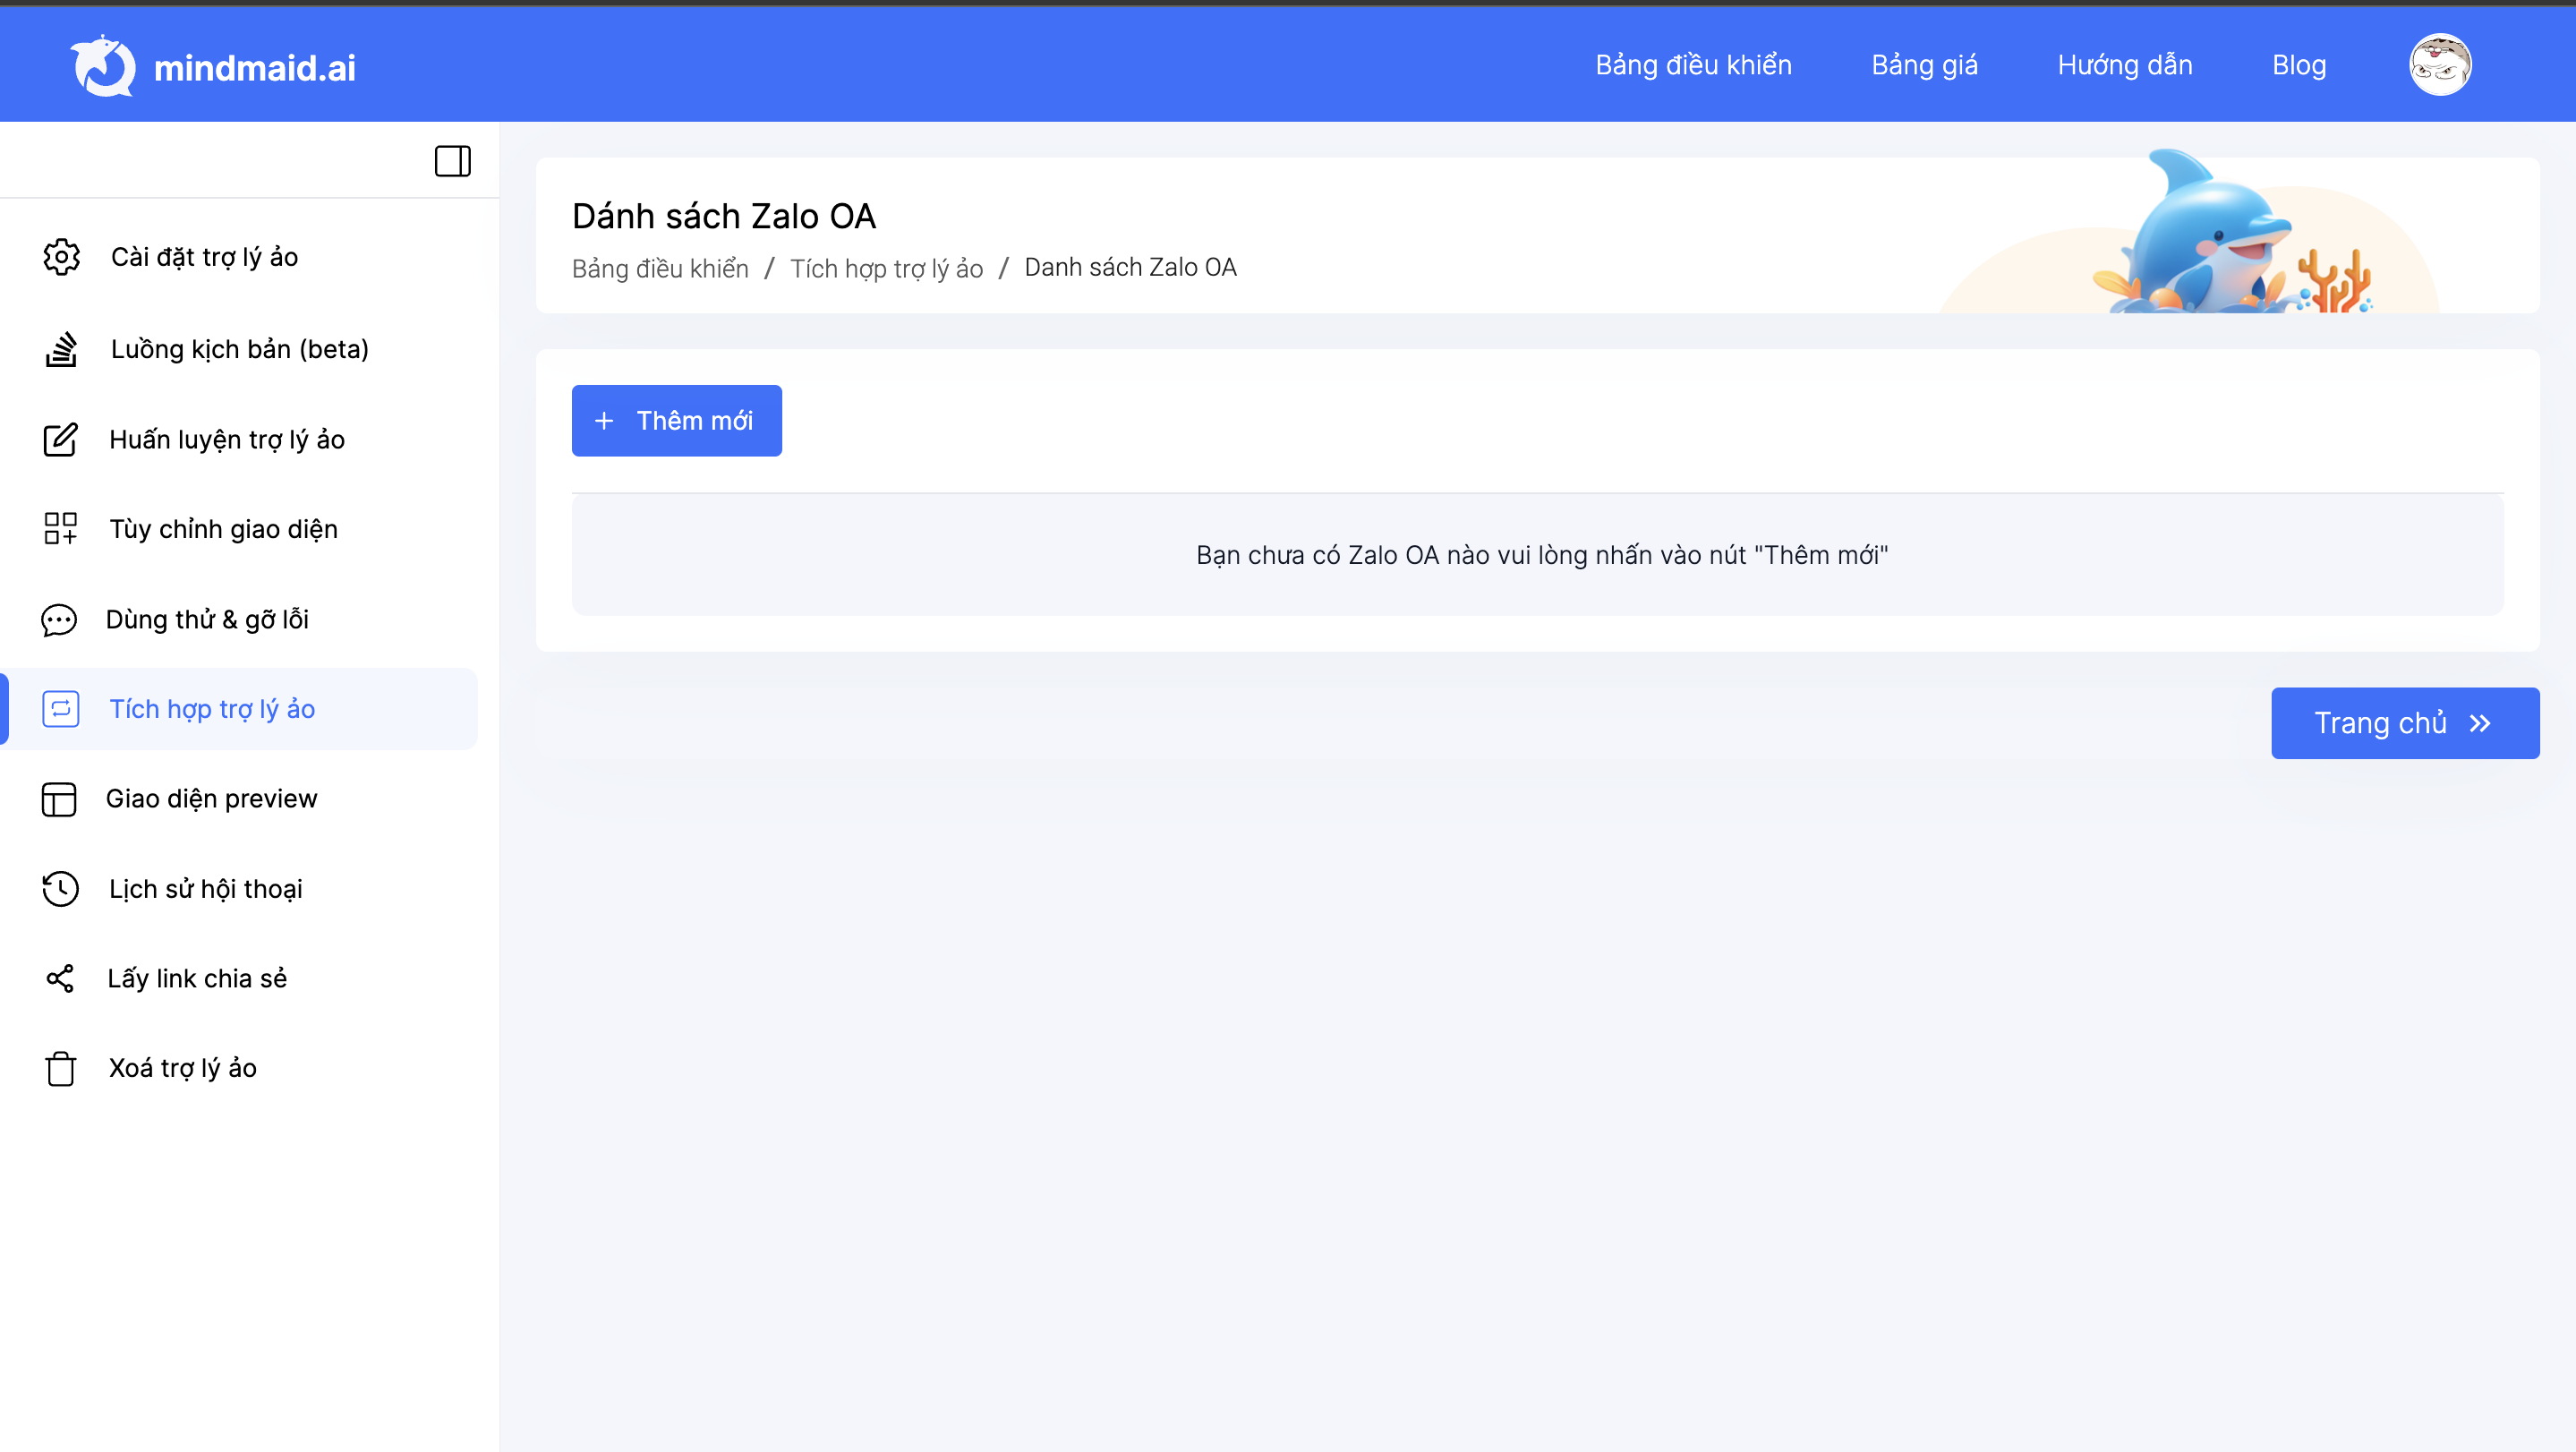 mindmaid.ai
Bảng điều khiển
Bảng giá
Hướng dẫn
Blog
Cài đặt trợ lý ảo
Luồng kịch bản (beta)
Huấn luyện trợ lý ảo
Tùy chỉnh giao diện
Dùng thử & gỡ lỗi
Tích hợp trợ lý ảo
Giao diện preview
Lịch sử hội thoại
Lấy link chia sẻ
Xoá trợ lý ảo
Dánh sách Zalo OA
Bảng điều khiển / Tích hợp trợ lý ảo / Danh sách Zalo OA
+ Thêm mới
Bạn chưa có Zalo OA nào vui lòng nhấn vào nút "Thêm mới"
Trang chủ »